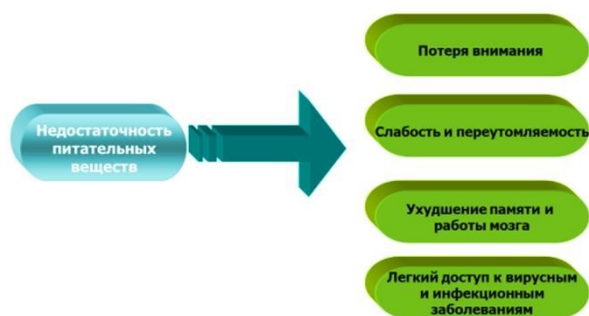 Недостаточность
питательных
веществ
Потеря внимания
Слабость и переутомляемость
Ухудшение памяти и
работы мозга
Легкий доступ к вирусным
и инфекционным
заболеваниям